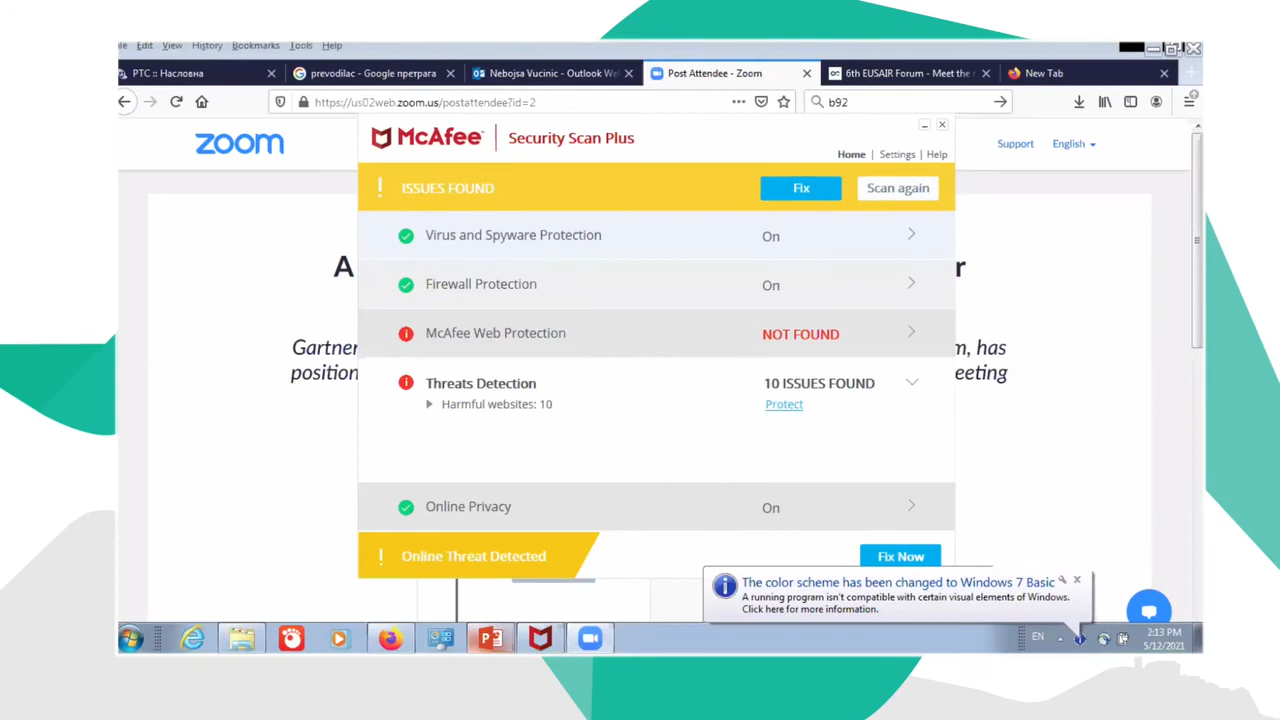 Edit View History Bookmarks Tools Help
РТС :: Насловна
prevodilac - Google претрага
Nebojsa Vucinic - Outlook We
Post Attendee - Zoom
6th EUSAIR Forum - Meet the
New Tab
https://us02web.zoom.us/postattendee?id=2
b92
zoom
Support
English
McAfee™ Security Scan Plus
Home | Settings | Help
! ISSUES FOUND
Fix
Scan again
Virus and Spyware Protection On
Firewall Protection On
McAfee Web Protection NOT FOUND
Threats Detection 10 ISSUES FOUND
Harmful websites: 10 Protect
Online Privacy On
! Online Threat Detected
Fix Now
A
r
Gartner
m, has
position
eeting
The color scheme has been changed to Windows 7 Basic
A running program isn't compatible with certain visual elements of Windows.
Click here for more information.
EN
2:13 PM
5/12/2021